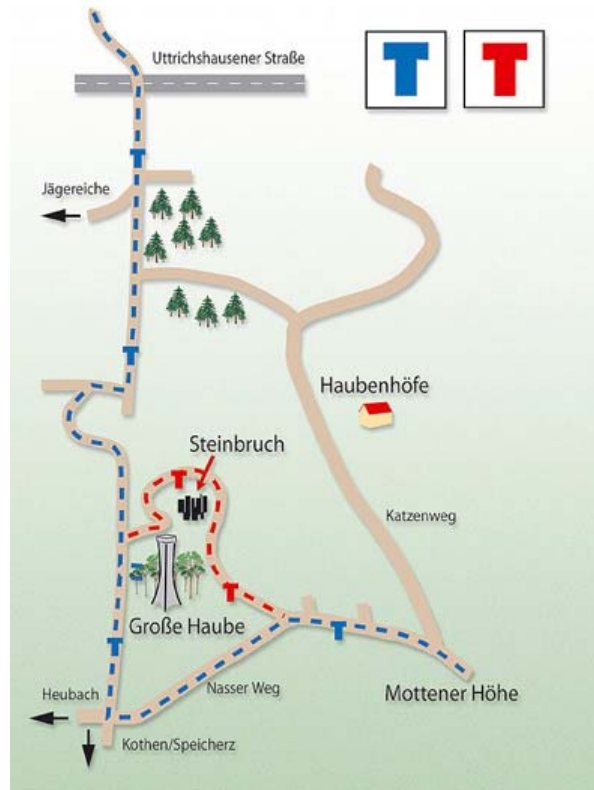 Uttrichshausener Straße
T T
T
Jägereiche
T
Haubenhöfe
Steinbruch
T
Katzenweg
T
Große Haube
T
T
Nasser Weg
Mottener Höhe
Heubach
Kothen/Speicherz